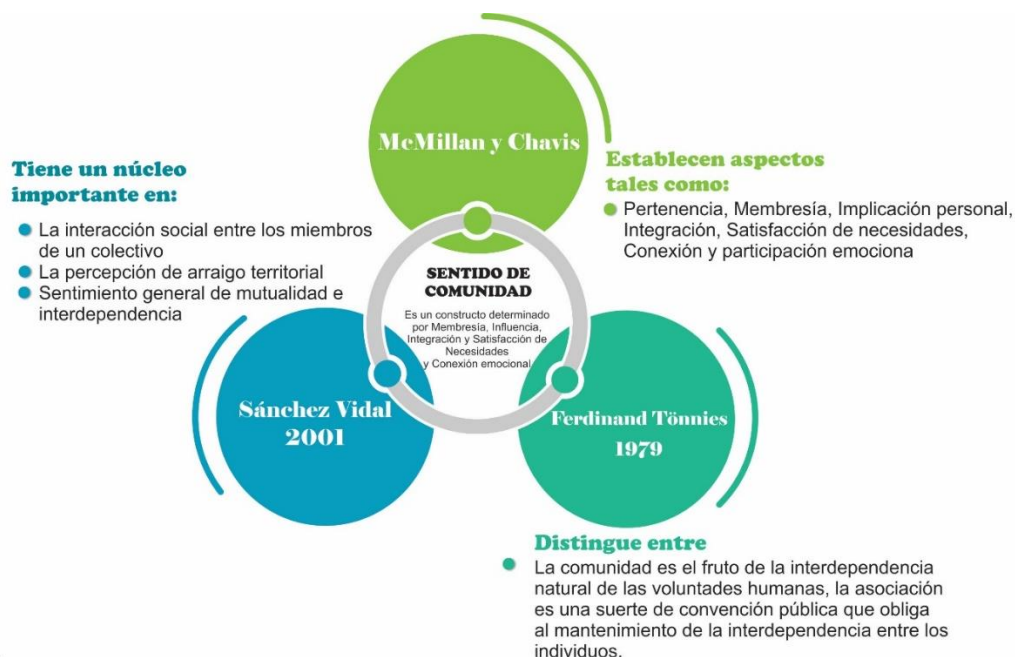 McMillan y Chavis
Establecen aspectos
tales como:
Pertenencia, Membresía, Implicación personal,
Integración, Satisfacción de necesidades,
Conexión y participación emociona
Tiene un núcleo
importante en:
La interacción social entre los miembros
de un colectivo
La percepción de arraigo territorial
Sentimiento general de mutualidad e
interdependencia
SENTIDO DE
COMUNIDAD
Es un constructo determinado
por Membresía, Influencia,
Integración y Satisfacción de
Necesidades
y Conexión emocional
Sánchez Vidal
2001
Ferdinand Tönnies
1979
Distingue entre
La comunidad es el fruto de la interdependencia
natural de las voluntades humanas, la asociación
es una suerte de convención pública que obliga
al mantenimiento de la interdependencia entre los
individuos.